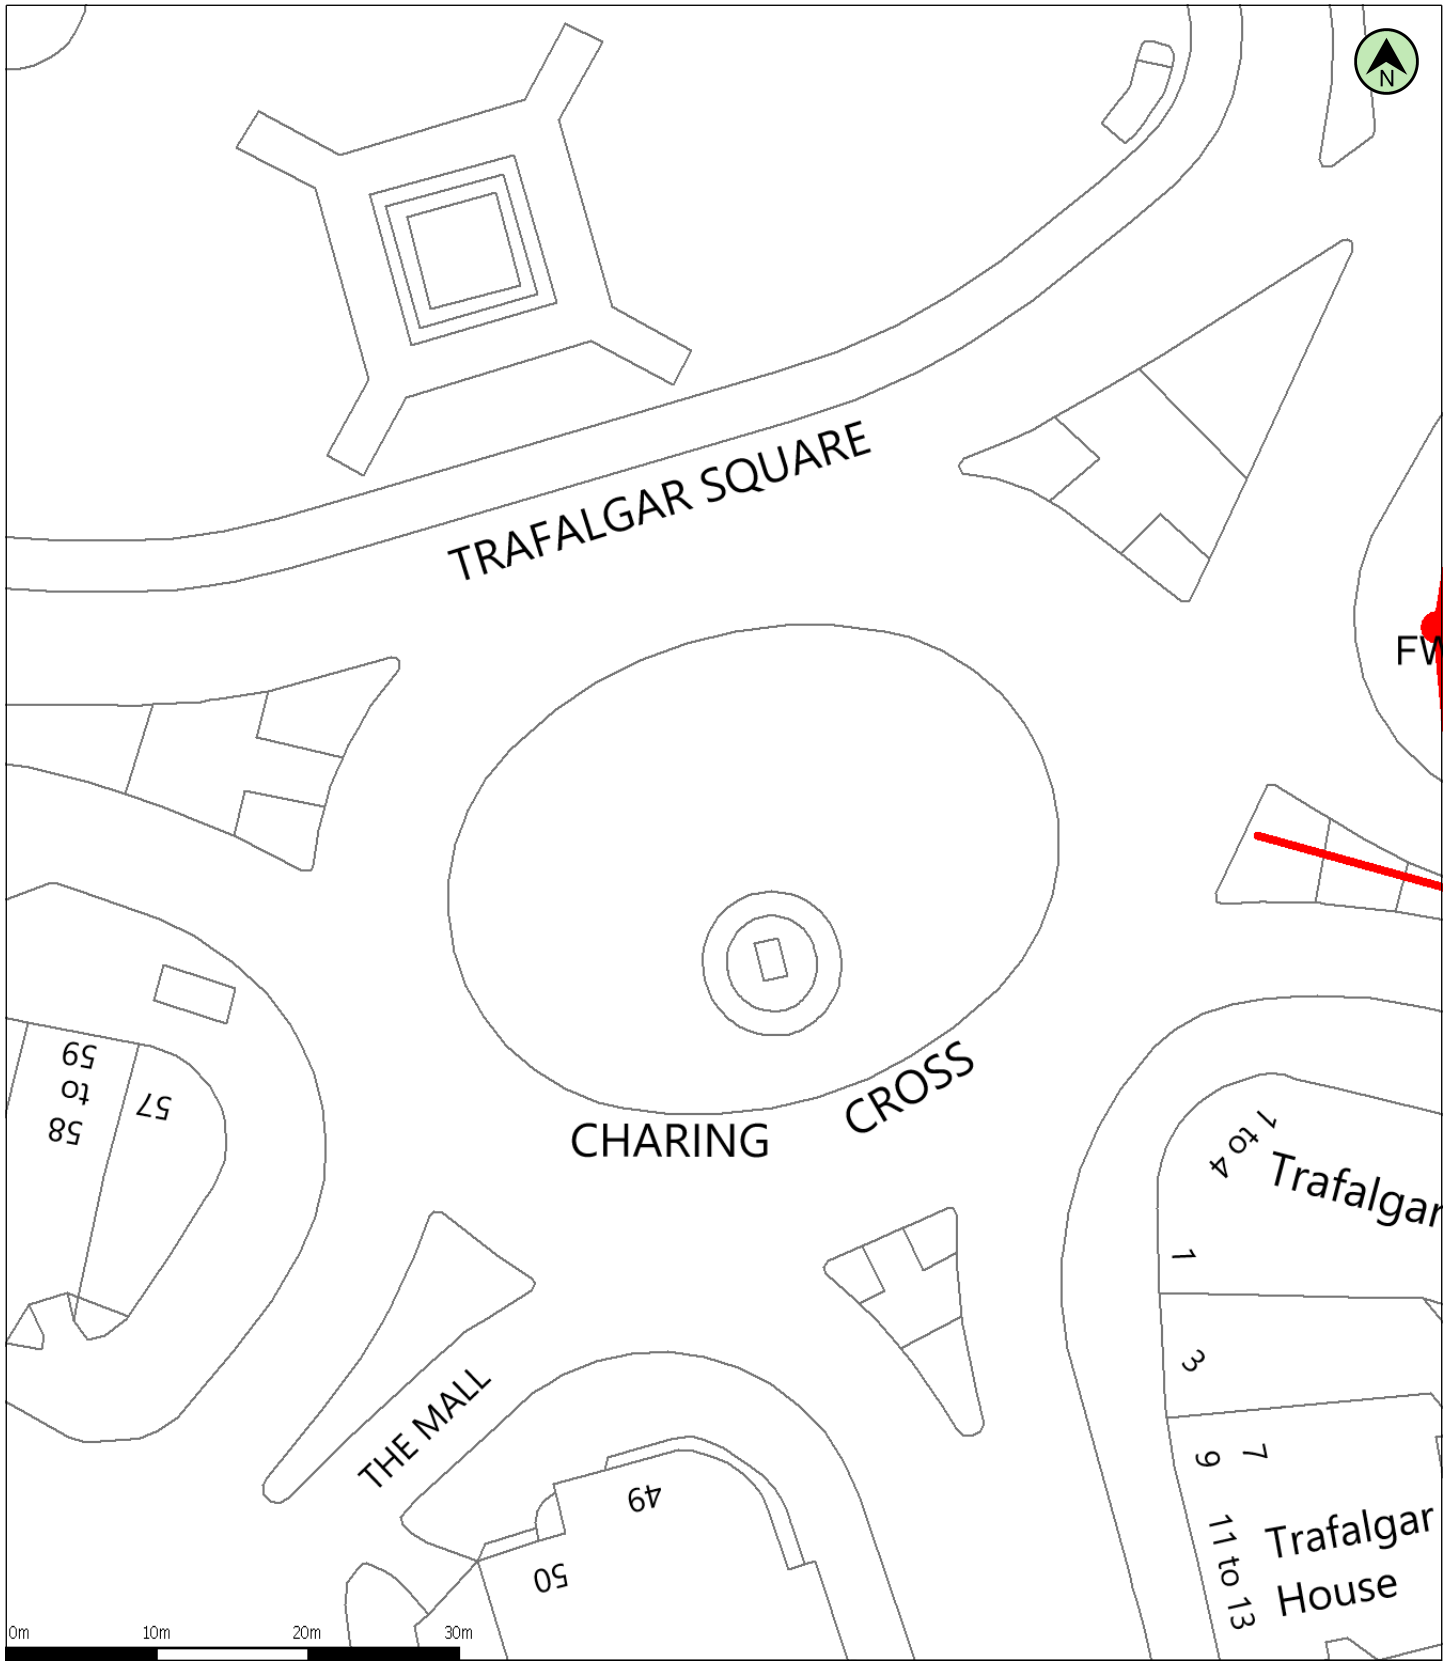 N
TRAFALGAR SQUARE
FW
59
to
58
57
CHARING
CROSS
1 to 4
Trafalgar
1
3
THE MALL
9
7
49
50
11 to 13
Trafalgar
House
0m
10m
20m
30m